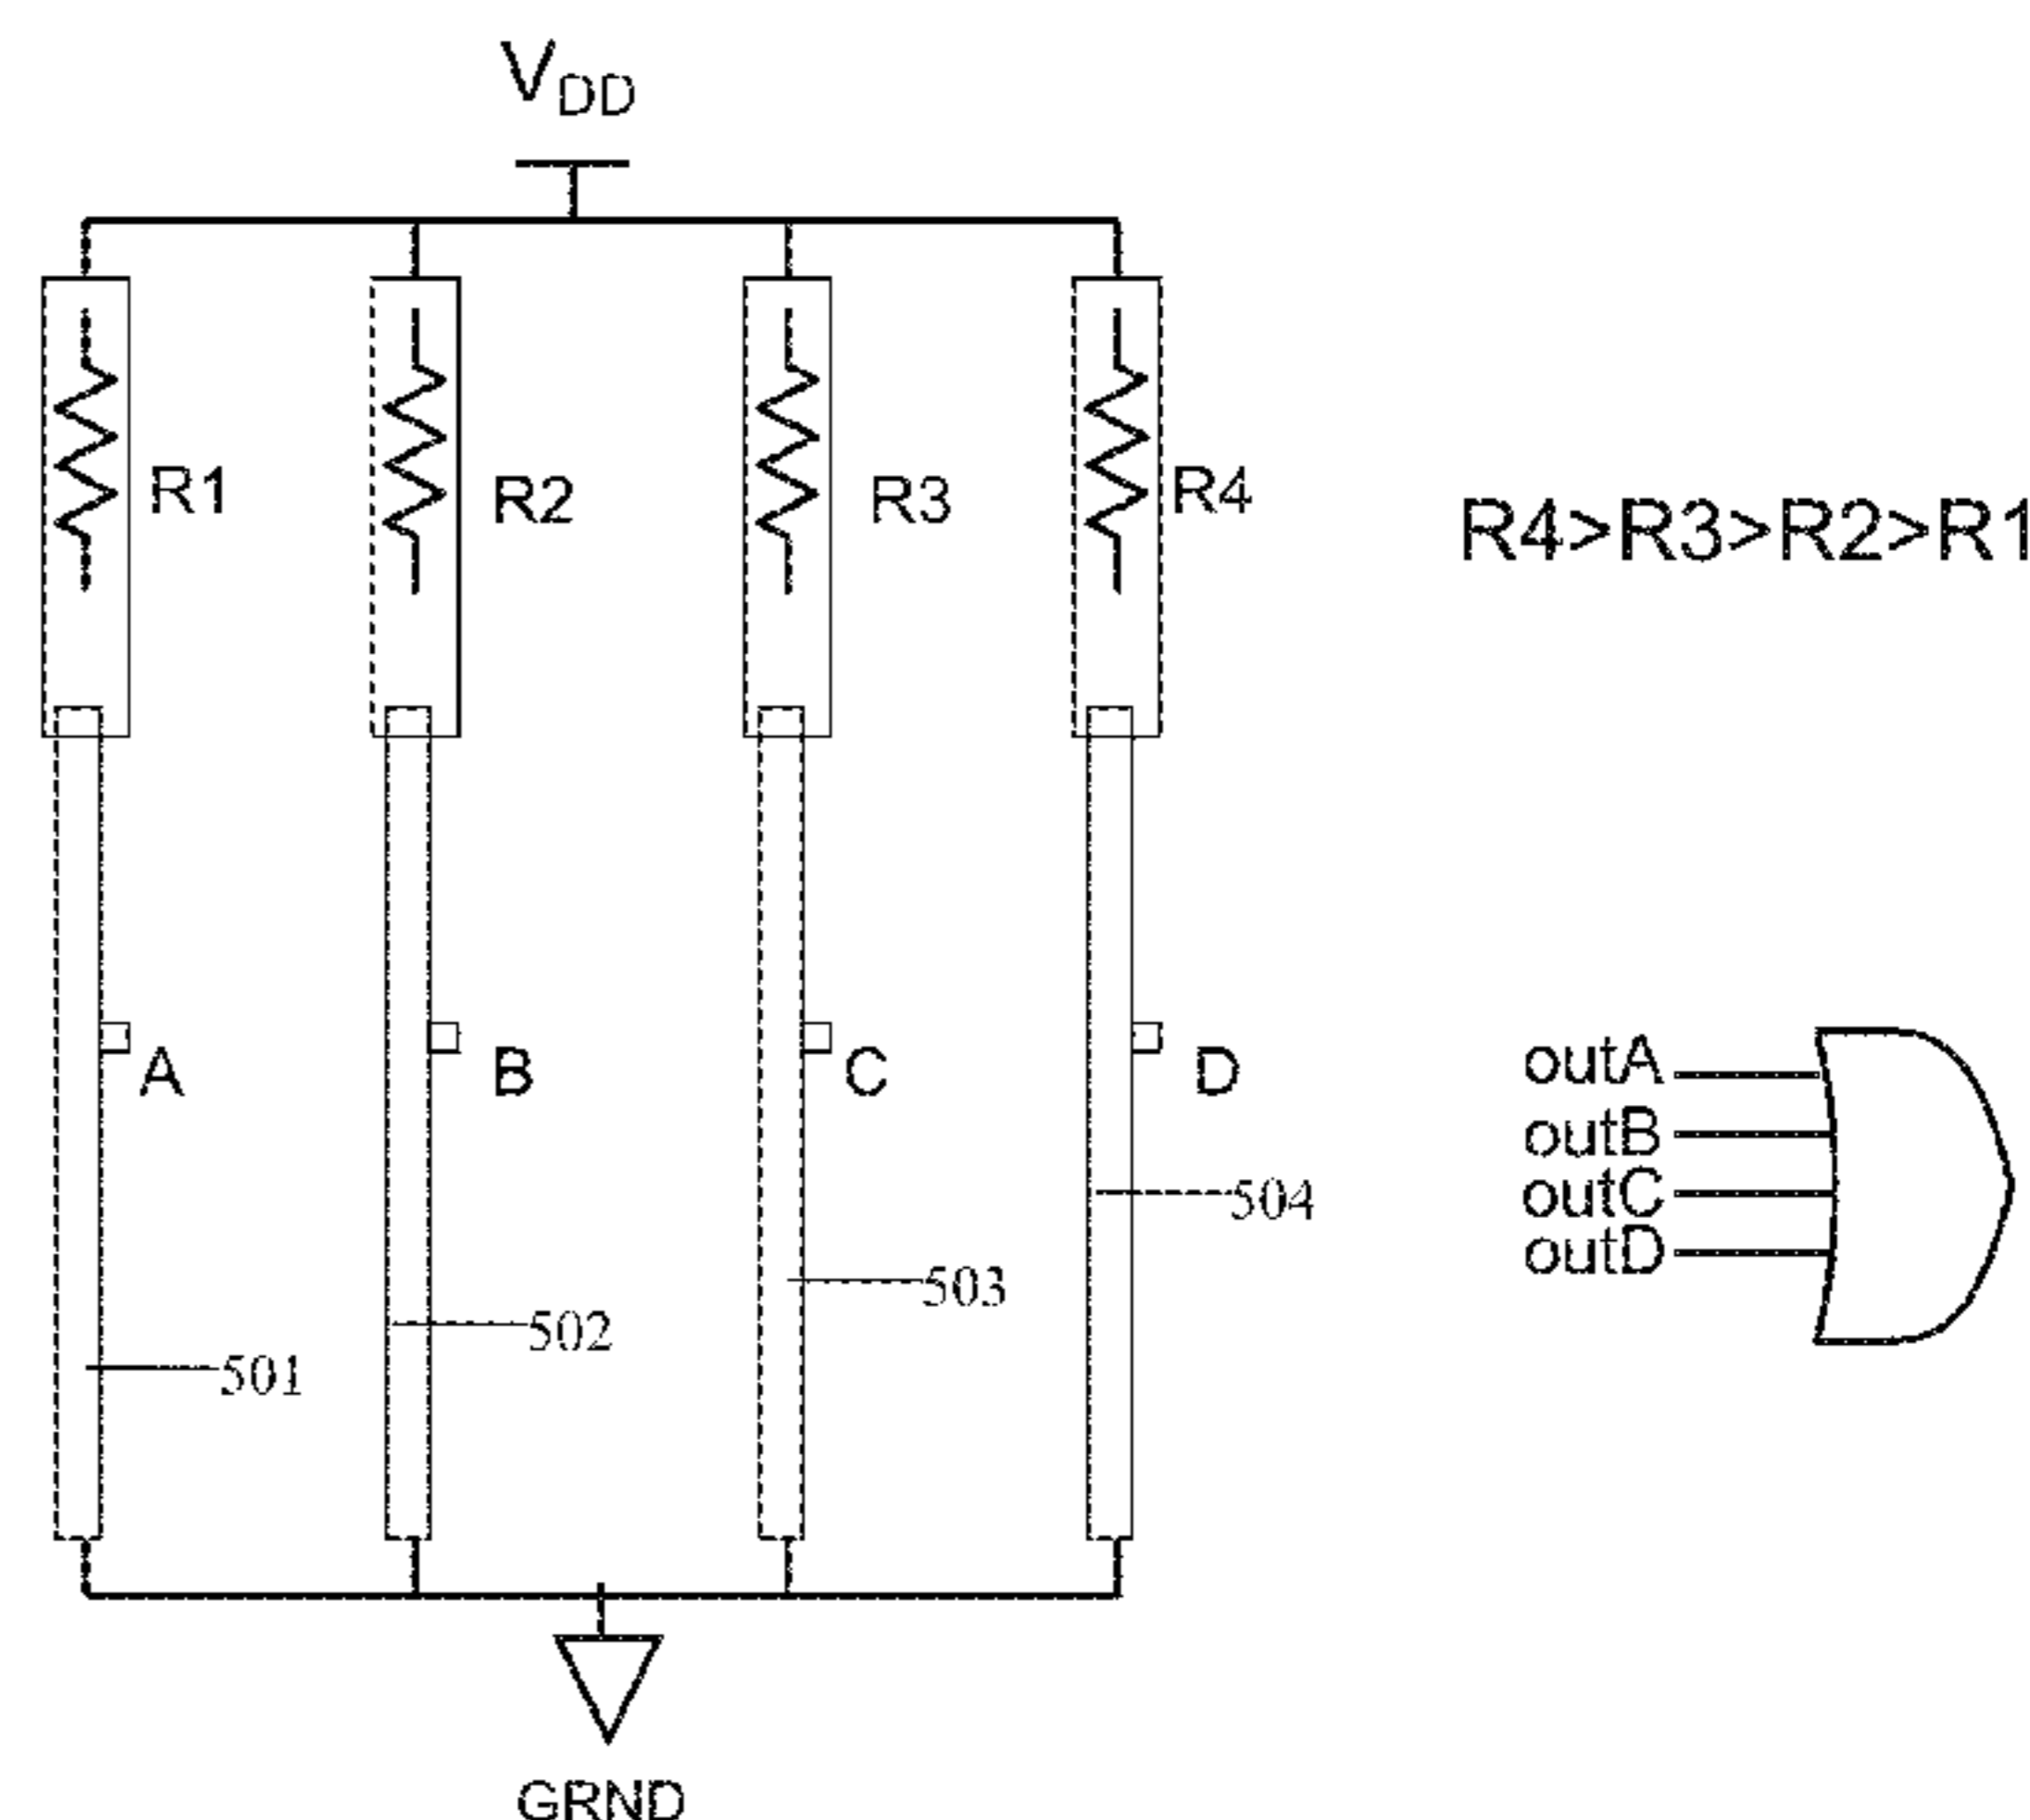 VDD
R1
R2
R3
R4
R4>R3>R2>R1
A
B
C
D
outA
outB
outC
outD
504
503
502
501
GRND